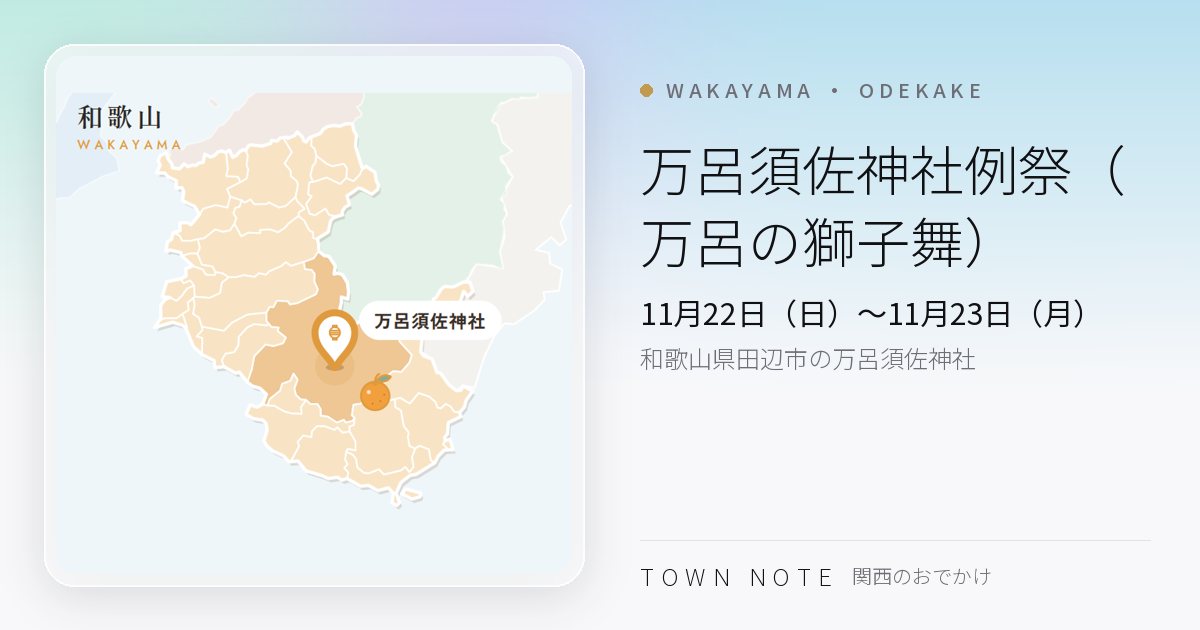 和歌山
WAKAYAMA
万呂須佐神社
WAKAYAMA • ODEKAKE
万呂須佐神社例祭（
万呂の獅子舞）
11月22日（日）〜11月23日（月）
和歌山県田辺市の万呂須佐神社
TOWN NOTE 関西のおでかけ